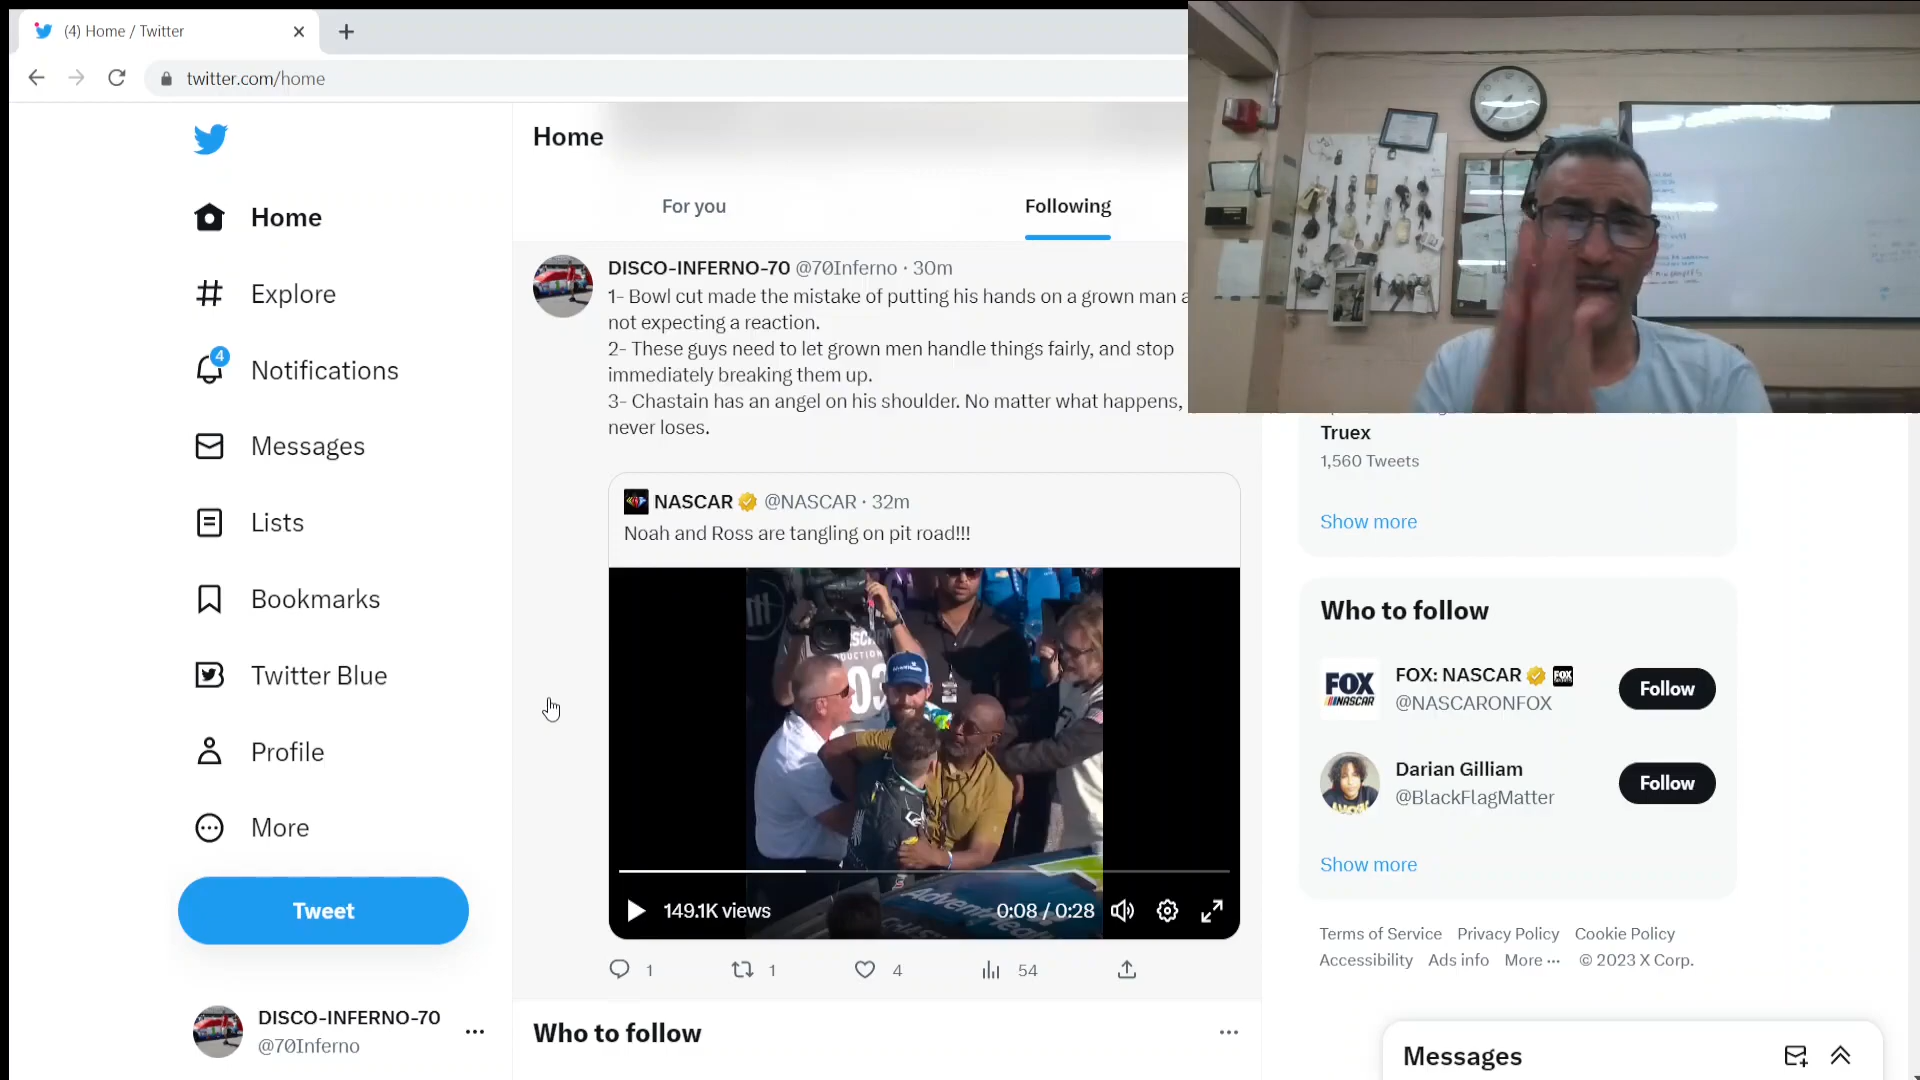 (4) Home / Twitter
twitter.com/home
Home
For you
Following
Home
Explore
4
Notifications
Messages
Lists
Bookmarks
Twitter Blue
Profile
More
Tweet
DISCO-INFERNO-70
@70Inferno
DISCO-INFERNO-70 @70Inferno · 30m
1- Bowl cut made the mistake of putting his hands on a grown man
not expecting a reaction.
2- These guys need to let grown men handle things fairly, and stop
immediately breaking them up.
3- Chastain has an angel on his shoulder. No matter what happens,
never loses.
NASCAR @NASCAR · 32m
Noah and Ross are tangling on pit road!!!
03
AdventHealth
149.1K views
0:08 / 0:28
1
1
4
54
Who to follow
Truex
1,560 Tweets
Show more
Who to follow
FOX NASCAR
FOX: NASCAR FOX
@NASCARONFOX
Follow
Darian Gilliam
@BlackFlagMatter
Follow
Show more
Terms of Service Privacy Policy Cookie Policy
Accessibility Ads info More ··· © 2023 X Corp.
Messages